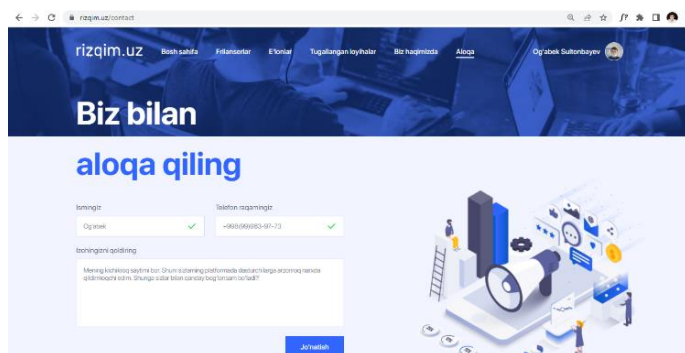 rizqim.uz/contact
rizqim.uz Bosh sahifa Frilanserlar E'lonlar Tugallangan loyihalar Biz haqimizda Aloqa Og'abek Sultonbayev
Biz bilan
aloqa qiling
Ismingiz Telefon raqamingiz
Og'abek +998(99)983-97-73
Izohingizni qoldiring
Mening kichikroq saytim bor. Shuni sizlarning platformada dasturchilarga arzonroq narxda
qildirmoqchi edim. Shunga sizlar bilan qanday bog'lansam bo'ladi?
Jo'natish